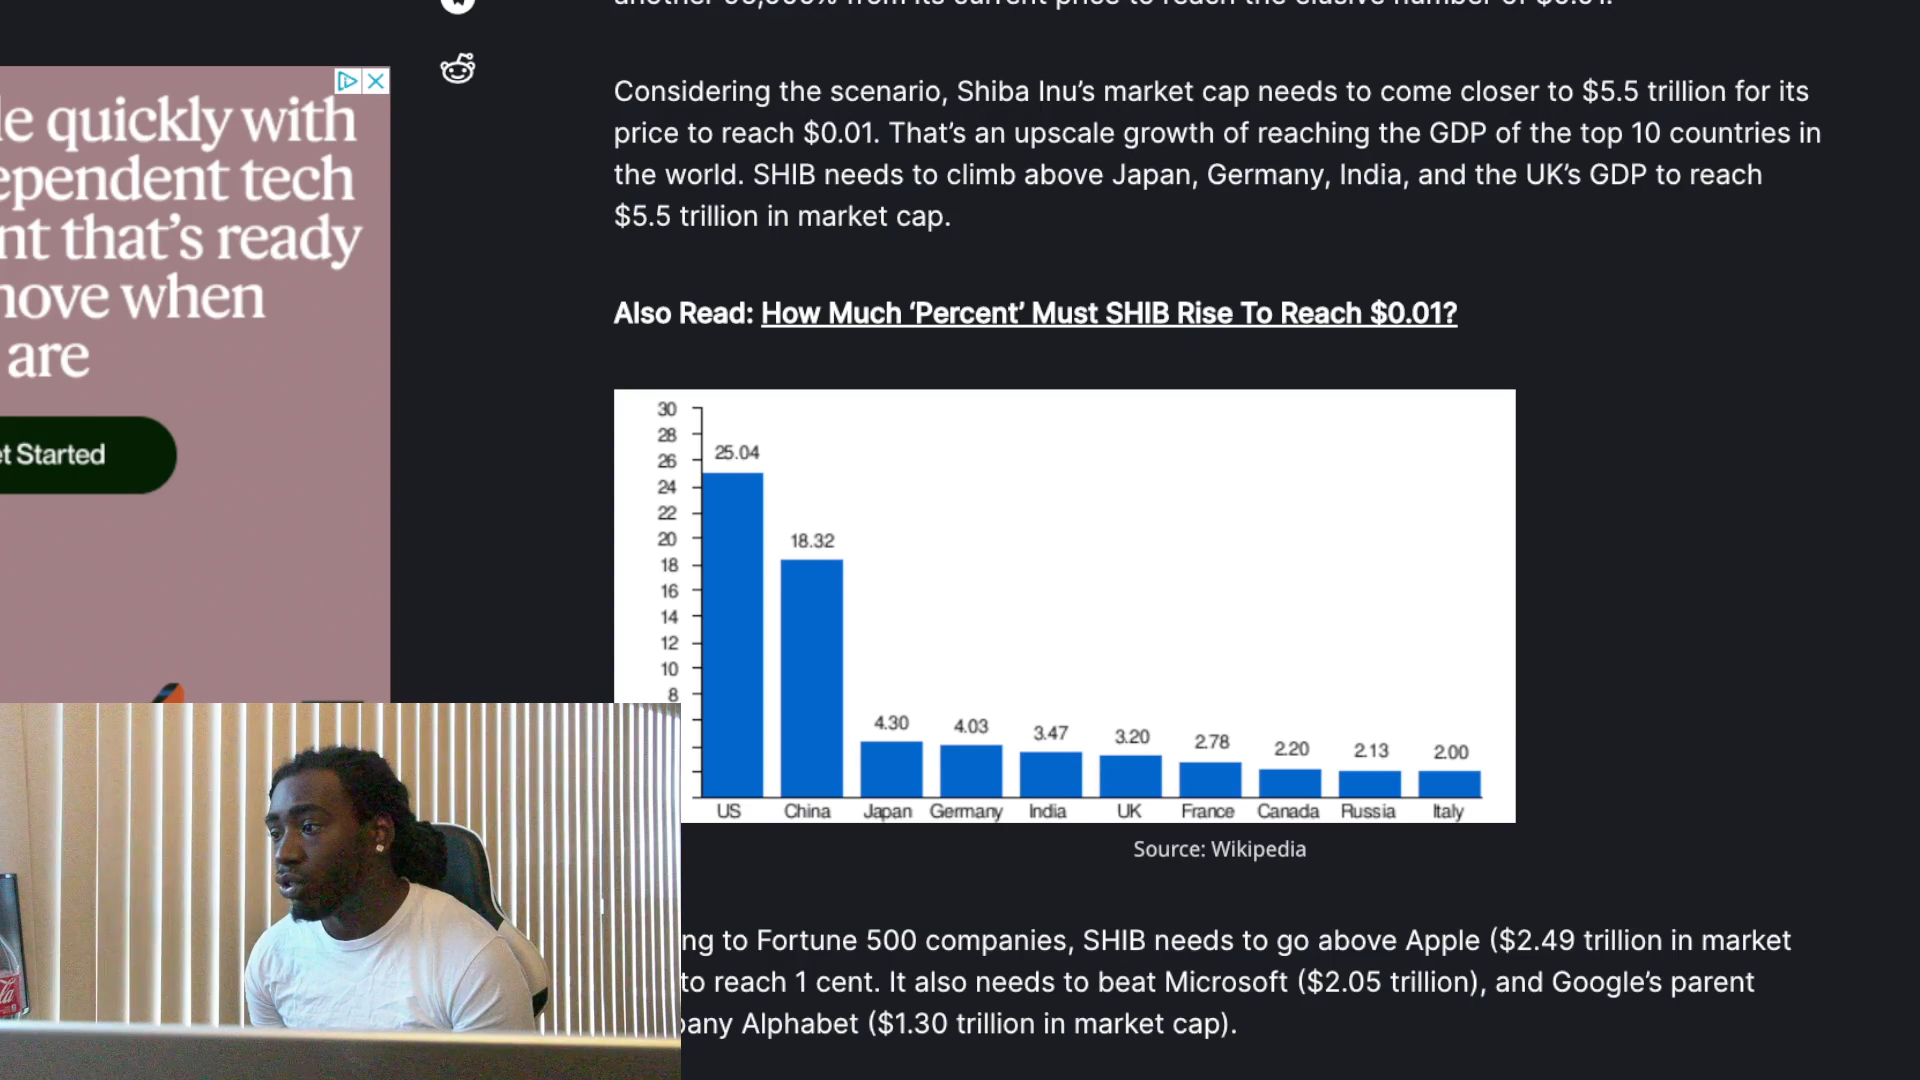 Considering the scenario, Shiba Inu’s market cap needs to come closer to $5.5 trillion for its
price to reach $0.01. That’s an upscale growth of reaching the GDP of the top 10 countries in
the world. SHIB needs to climb above Japan, Germany, India, and the UK’s GDP to reach
$5.5 trillion in market cap.
Also Read: How Much ‘Percent’ Must SHIB Rise To Reach $0.01?
le quickly with
ependent tech
nt that’s ready
nove when
are
et Started
30
28
26
24
22
20
18
16
14
12
10
8
25.04
18.32
4.30
4.03
3.47
3.20
2.78
2.20
2.13
2.00
US China Japan Germany India UK France Canada Russia Italy
Source: Wikipedia
ng to Fortune 500 companies, SHIB needs to go above Apple ($2.49 trillion in market
to reach 1 cent. It also needs to beat Microsoft ($2.05 trillion), and Google’s parent
pany Alphabet ($1.30 trillion in market cap).